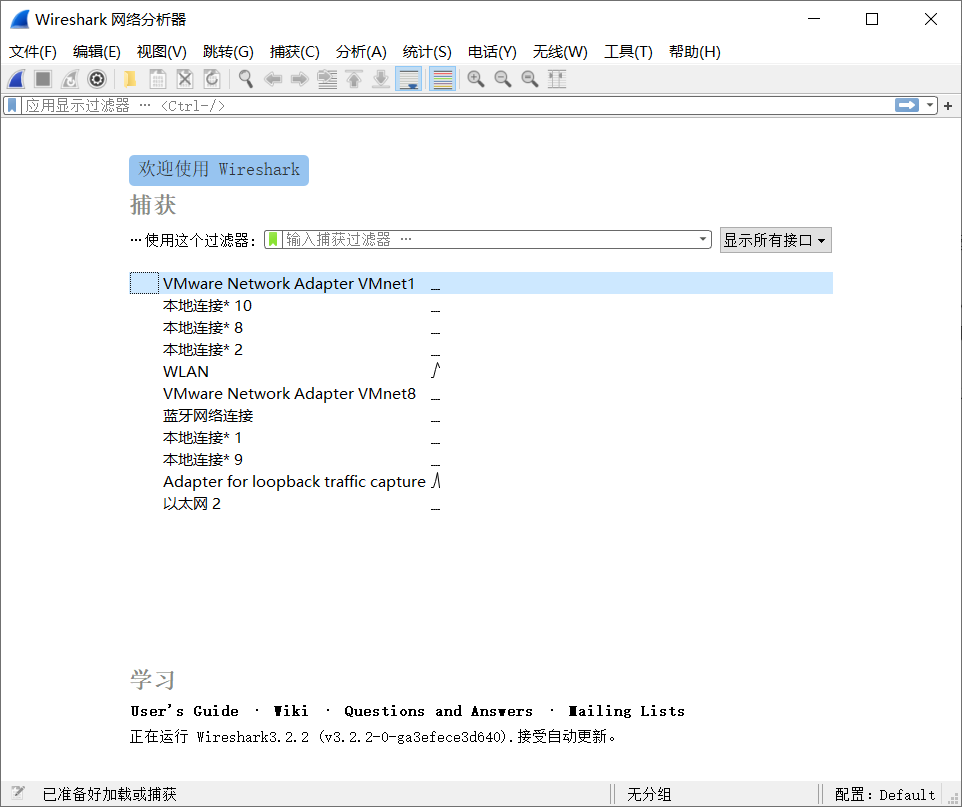 Wireshark 网络分析器
文件(F) 编辑(E) 视图(V) 跳转(G) 捕获(C) 分析(A) 统计(S) 电话(Y) 无线(W) 工具(T) 帮助(H)
应用显示过滤器 … <Ctrl-/>
+
欢迎使用 Wireshark
捕获
…使用这个过滤器: 输入捕获过滤器 … 显示所有接口
VMware Network Adapter VMnet1
本地连接* 10
本地连接* 8
本地连接* 2
WLAN
VMware Network Adapter VMnet8
蓝牙网络连接
本地连接* 1
本地连接* 9
Adapter for loopback traffic capture
以太网 2
学习
User's Guide · Wiki · Questions and Answers · Mailing Lists
正在运行 Wireshark3.2.2 (v3.2.2-0-ga3efece3d640).接受自动更新。
已准备好加载或捕获 无分组 配置：Default